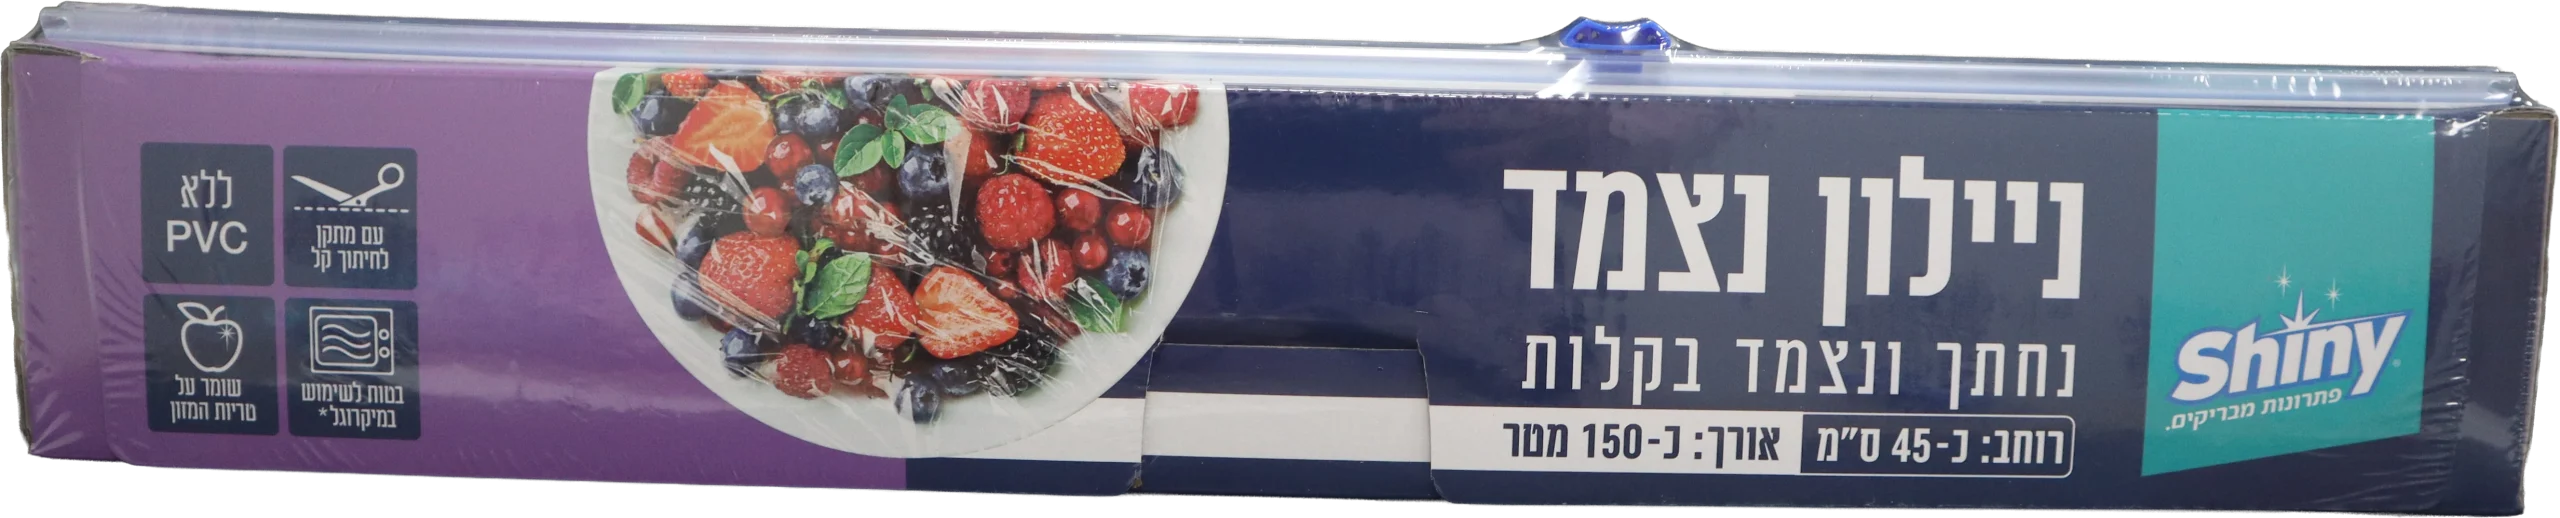 ניילון נצמד
נחתך ונצמד בקלות
רוחב: כ-45 ס"מ אורך: כ-150 מטר
Shiny
פתרונות מבריקים.
עם מתקן
לחיתוך קל
ללא
PVC
בטוח לשימוש
במיקרוגל*
שומר על
טריות המזון